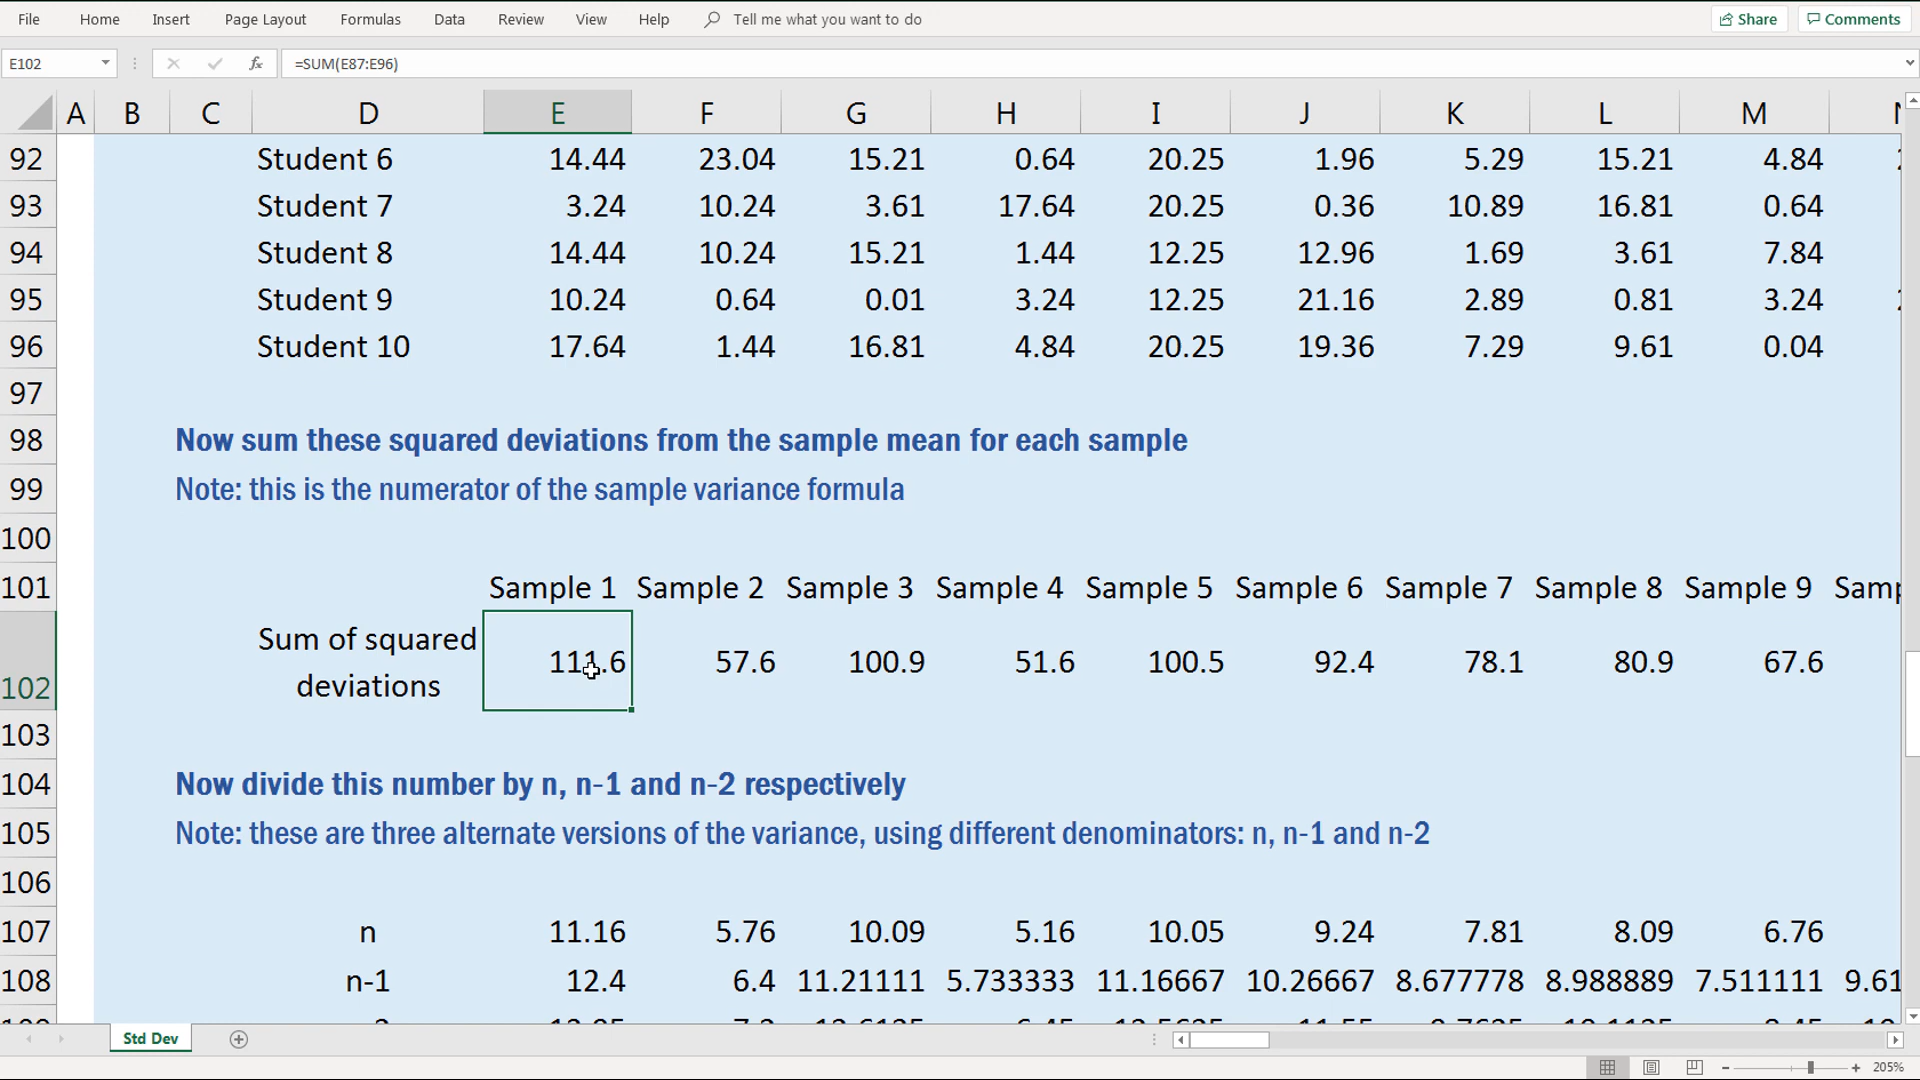 File Home Insert Page Layout Formulas Data Review View Help Tell me what you want to do Share Comments
E102 fx =SUM(E87:E96)
A B C D E F G H I J K L M
92 Student 6 14.44 23.04 15.21 0.64 20.25 1.96 5.29 15.21 4.84
93 Student 7 3.24 10.24 3.61 17.64 20.25 0.36 10.89 16.81 0.64
94 Student 8 14.44 10.24 15.21 1.44 12.25 12.96 1.69 3.61 7.84
95 Student 9 10.24 0.64 0.01 3.24 12.25 21.16 2.89 0.81 3.24
96 Student 10 17.64 1.44 16.81 4.84 20.25 19.36 7.29 9.61 0.04
97
98 Now sum these squared deviations from the sample mean for each sample
99 Note: this is the numerator of the sample variance formula
100
101 Sample 1 Sample 2 Sample 3 Sample 4 Sample 5 Sample 6 Sample 7 Sample 8 Sample 9
Sum of squared
102 deviations 111.6 57.6 100.9 51.6 100.5 92.4 78.1 80.9 67.6
103
104 Now divide this number by n, n-1 and n-2 respectively
105 Note: these are three alternate versions of the variance, using different denominators: n, n-1 and n-2
106
107 n 11.16 5.76 10.09 5.16 10.05 9.24 7.81 8.09 6.76
108 n-1 12.4 6.4 11.21111 5.733333 11.16667 10.26667 8.677778 8.988889 7.511111 9.61
Std Dev
205%